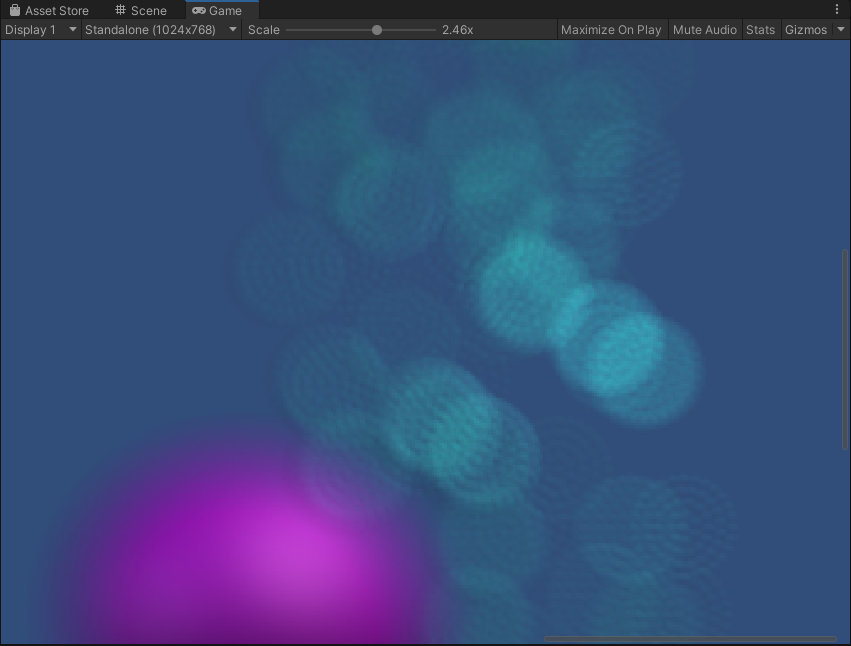 Asset Store Scene Game
Display 1 Standalone (1024x768) Scale 2.46x Maximize On Play Mute Audio Stats Gizmos